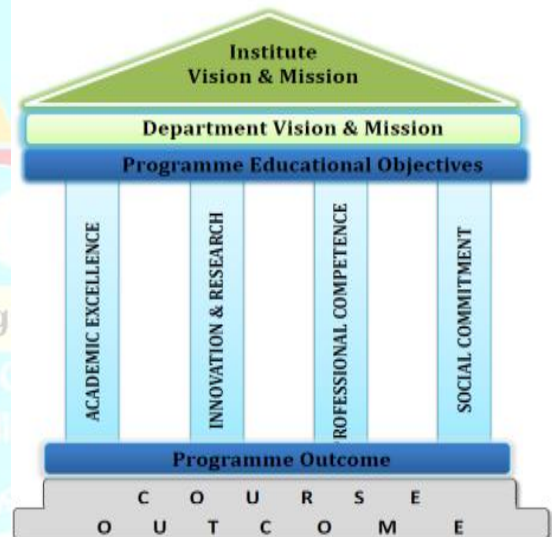 Institute
Vision & Mission
Department Vision & Mission
Programme Educational Objectives
ACADEMIC EXCELLENCE
INNOVATION & RESEARCH
PROFESSIONAL COMPETENCE
SOCIAL COMMITMENT
Programme Outcome
C O U R S E
O U T C O M E